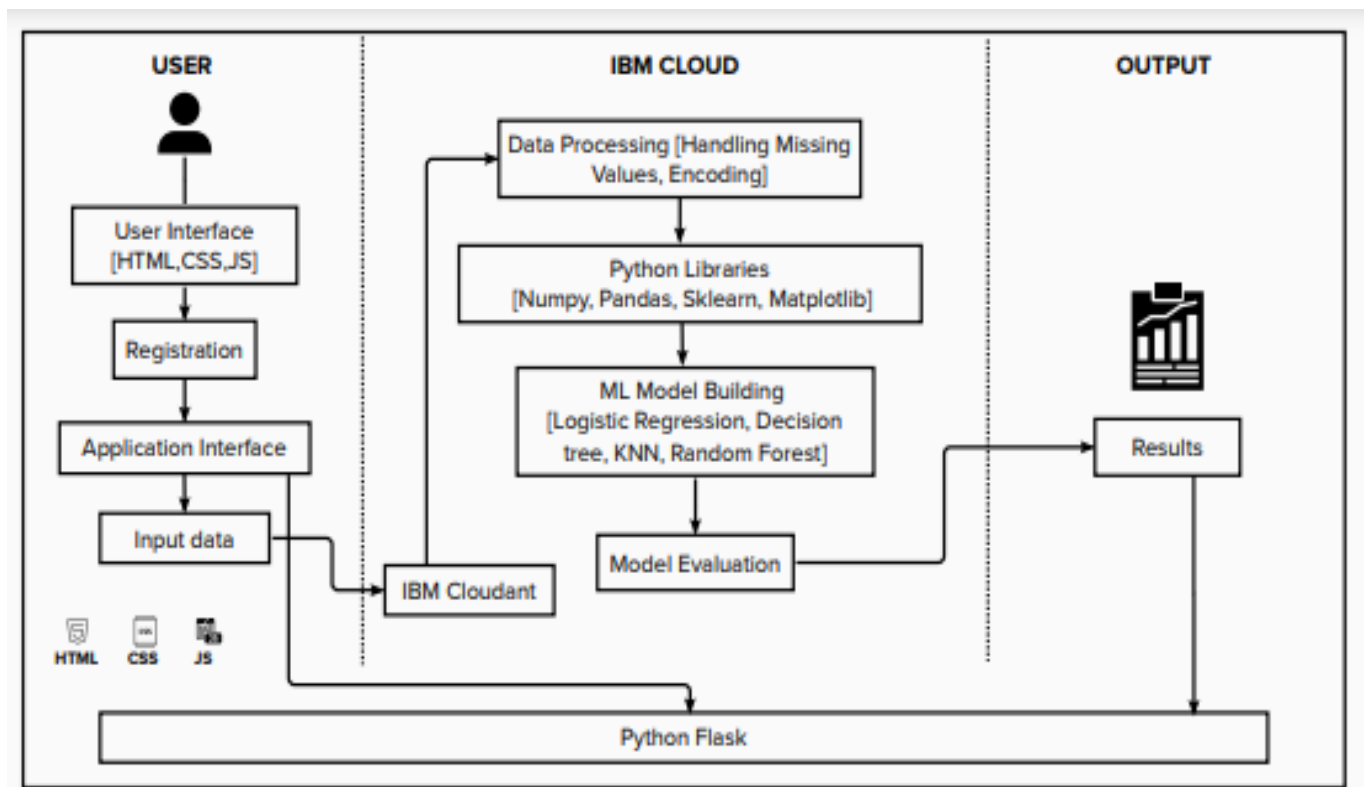 USER
User Interface
[HTML,CSS,JS]
Registration
Application Interface
Input data
HTML
CSS
JS
IBM CLOUD
Data Processing [Handling Missing
Values, Encoding]
Python Libraries
[Numpy, Pandas, Sklearn, Matplotlib]
ML Model Building
[Logistic Regression, Decision
tree, KNN, Random Forest]
Model Evaluation
IBM Cloudant
OUTPUT
Results
Python Flask